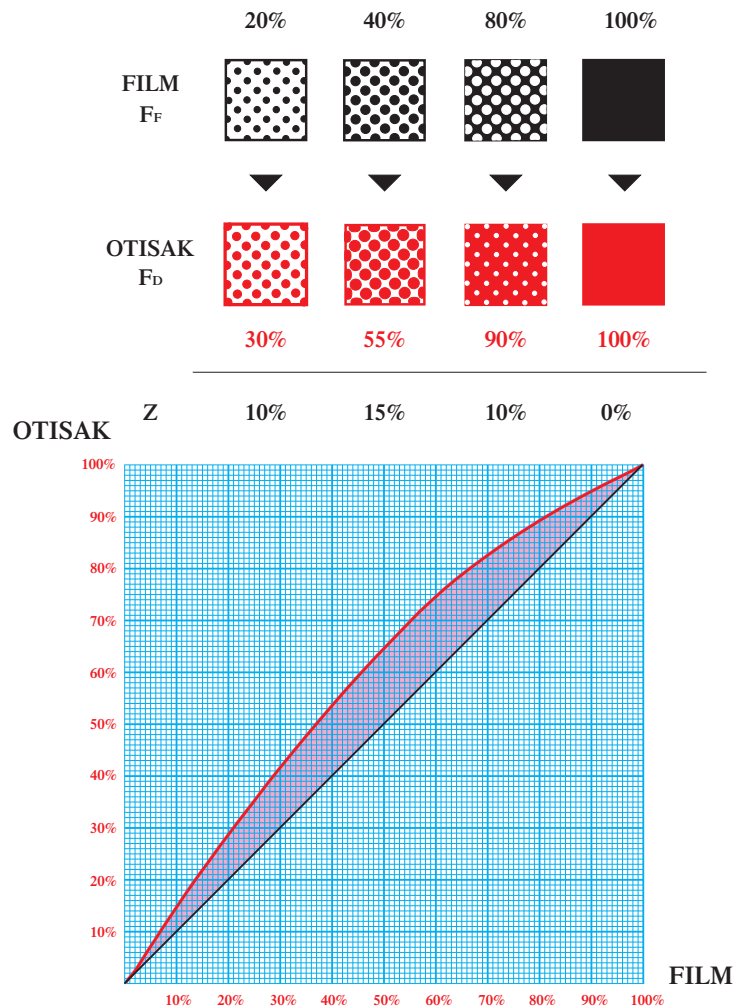 20% 40% 80% 100%
FILM
FF
OTISAK
FD
30% 55% 90% 100%
Z 10% 15% 10% 0%
OTISAK
100%
90%
80%
70%
60%
50%
40%
30%
20%
10%
FILM
10% 20% 30% 40% 50% 60% 70% 80% 90% 100%